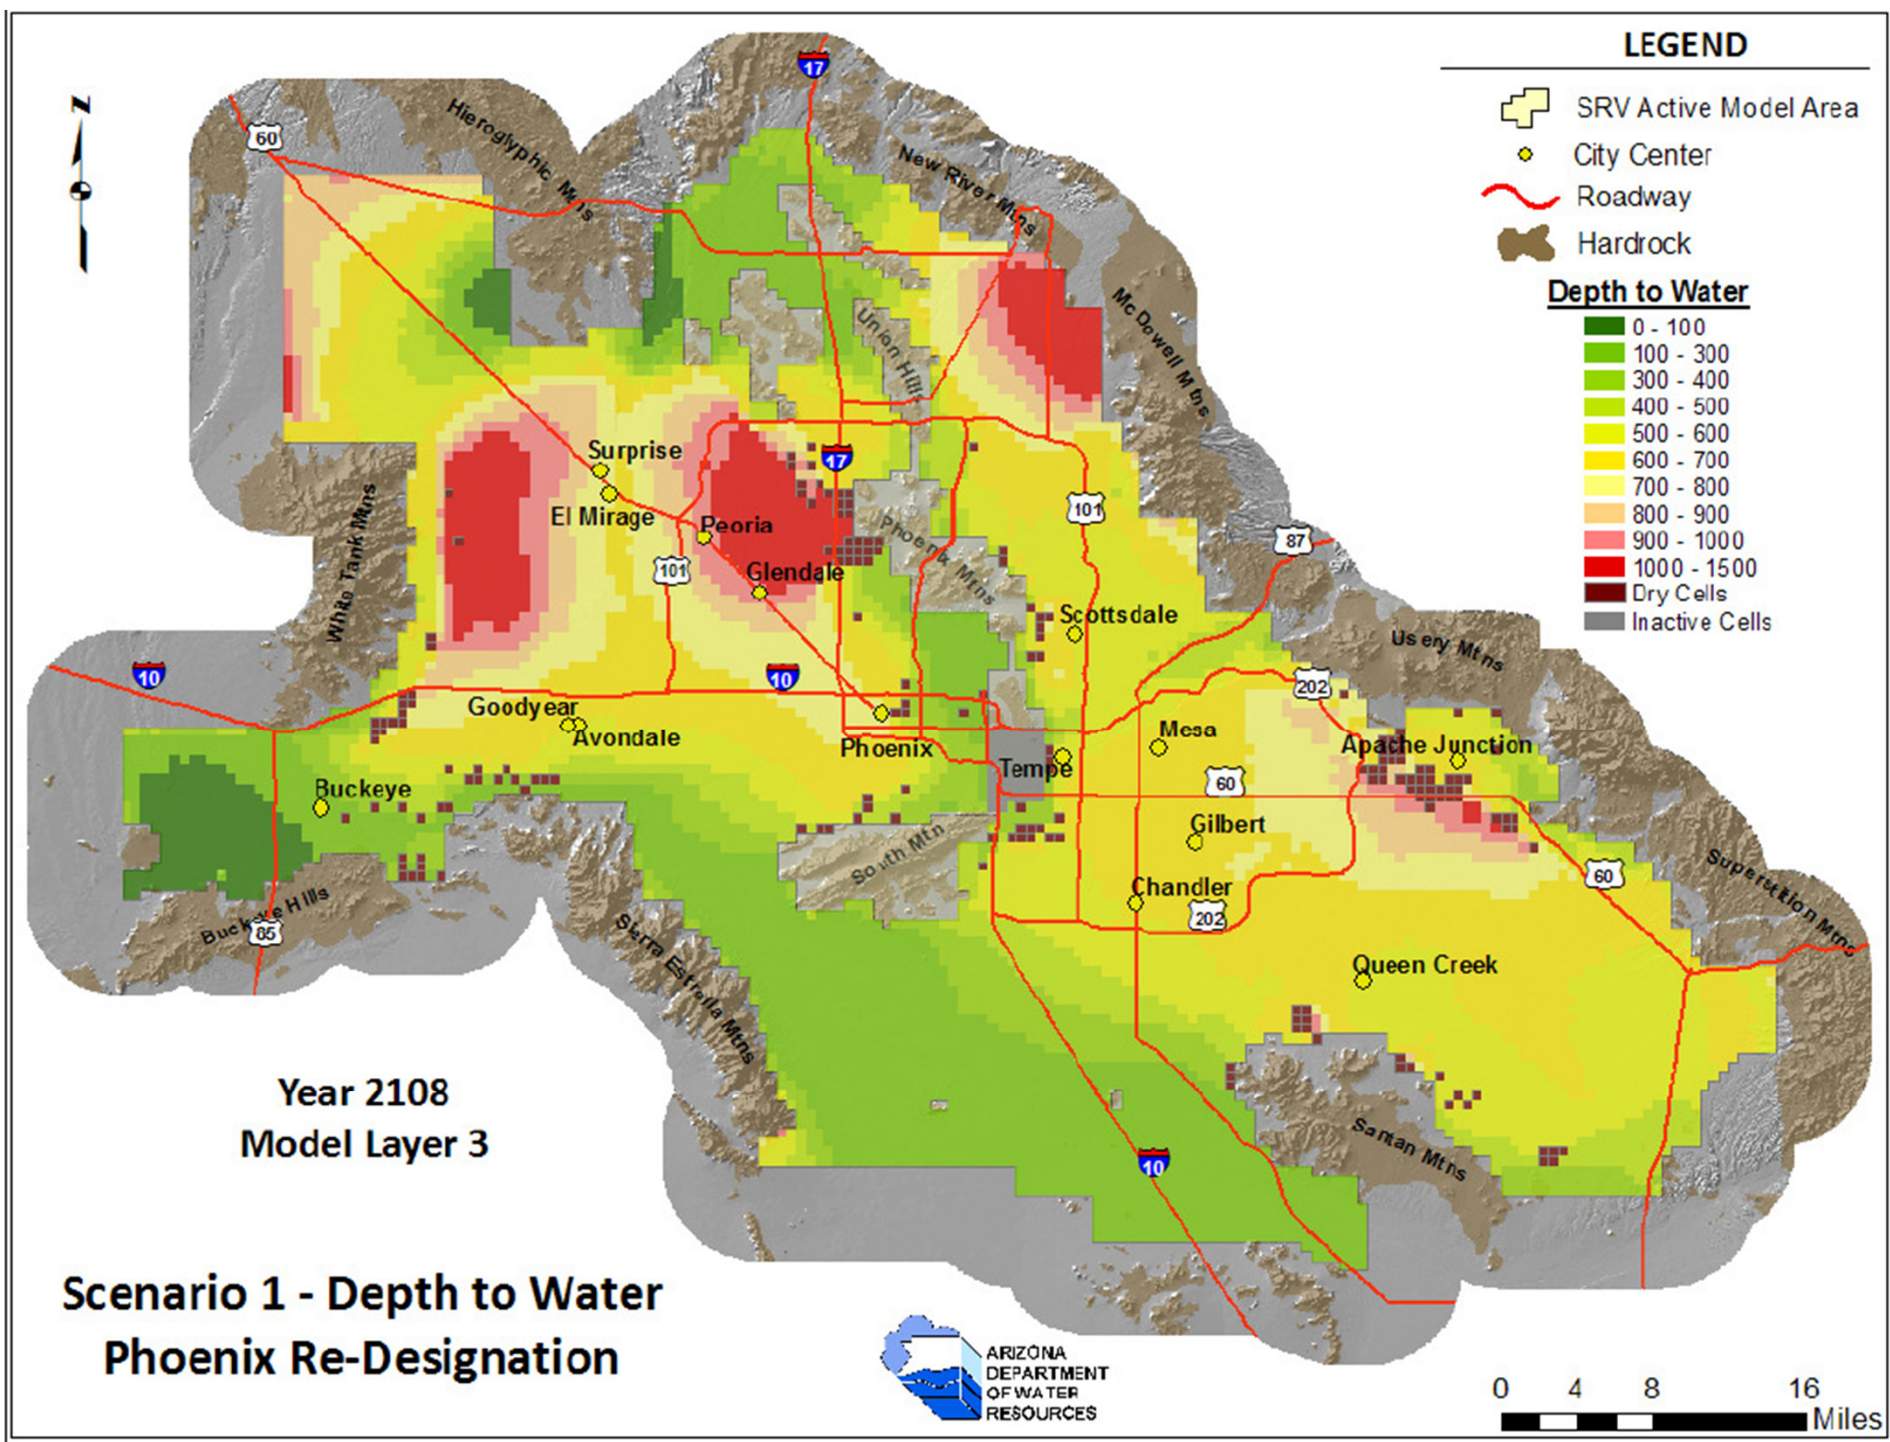 LEGEND
SRV Active Model Area
City Center
Roadway
Hardrock
Depth to Water
0 - 100
100 - 300
300 - 400
400 - 500
500 - 600
600 - 700
700 - 800
800 - 900
900 - 1000
1000 - 1500
Dry Cells
Inactive Cells
N
17
60
Hieroglyphic Mtns
New River Mtns
McDowell Mtns
Union Hills
Surprise
17
El Mirage
Peoria
101
Phoenix Mtns
87
101
Glendale
White Tank Mtns
Scottsdale
Usery Mtns
10
10
202
Goodyear
Avondale
Phoenix
Mesa
Apache Junction
Tempe
60
Buckeye
Gilbert
South Mtn
60
Superstition Mtns
Chandler
202
Buckeye Hills
85
Sierra Estrella Mtns
Queen Creek
Santan Mtns
10
Year 2108
Model Layer 3
Scenario 1 - Depth to Water
Phoenix Re-Designation
ARIZONA
DEPARTMENT
OF WATER
RESOURCES
0 4 8 16
Miles